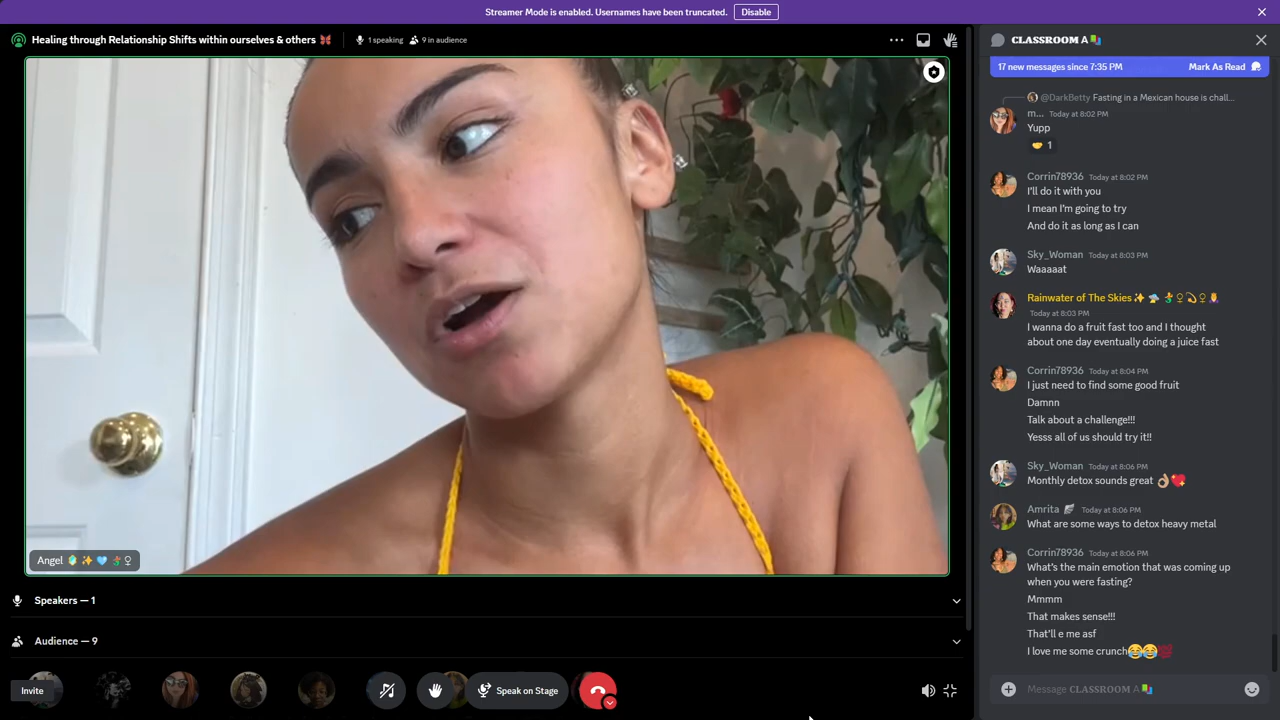 Streamer Mode is enabled. Usernames have been truncated. Disable
Healing through Relationship Shifts within ourselves & others 1 speaking 9 in audience
Angel
Speakers — 1
Audience — 9
Invite
Speak on Stage
CLASSROOM A
17 new messages since 7:35 PM Mark As Read
@DarkBetty Fasting in a Mexican house is chall...
m... Today at 8:02 PM
Yupp
1
Corrin78936 Today at 8:02 PM
I'll do it with you
I mean I'm going to try
And do it as long as I can
Sky_Woman Today at 8:03 PM
Waaaaat
Rainwater of The Skies
Today at 8:03 PM
I wanna do a fruit fast too and I thought
about one day eventually doing a juice fast
Corrin78936 Today at 8:04 PM
I just need to find some good fruit
Damnn
Talk about a challenge!!!
Yesss all of us should try it!!
Sky_Woman Today at 8:06 PM
Monthly detox sounds great 👌🏽💖
Amrita Today at 8:06 PM
What are some ways to detox heavy metal
Corrin78936 Today at 8:06 PM
What's the main emotion that was coming up
when you were fasting?
Mmmm
That makes sense!!!
That'll e me asf
I love me some crunch😂😂💯
Message CLASSROOM A